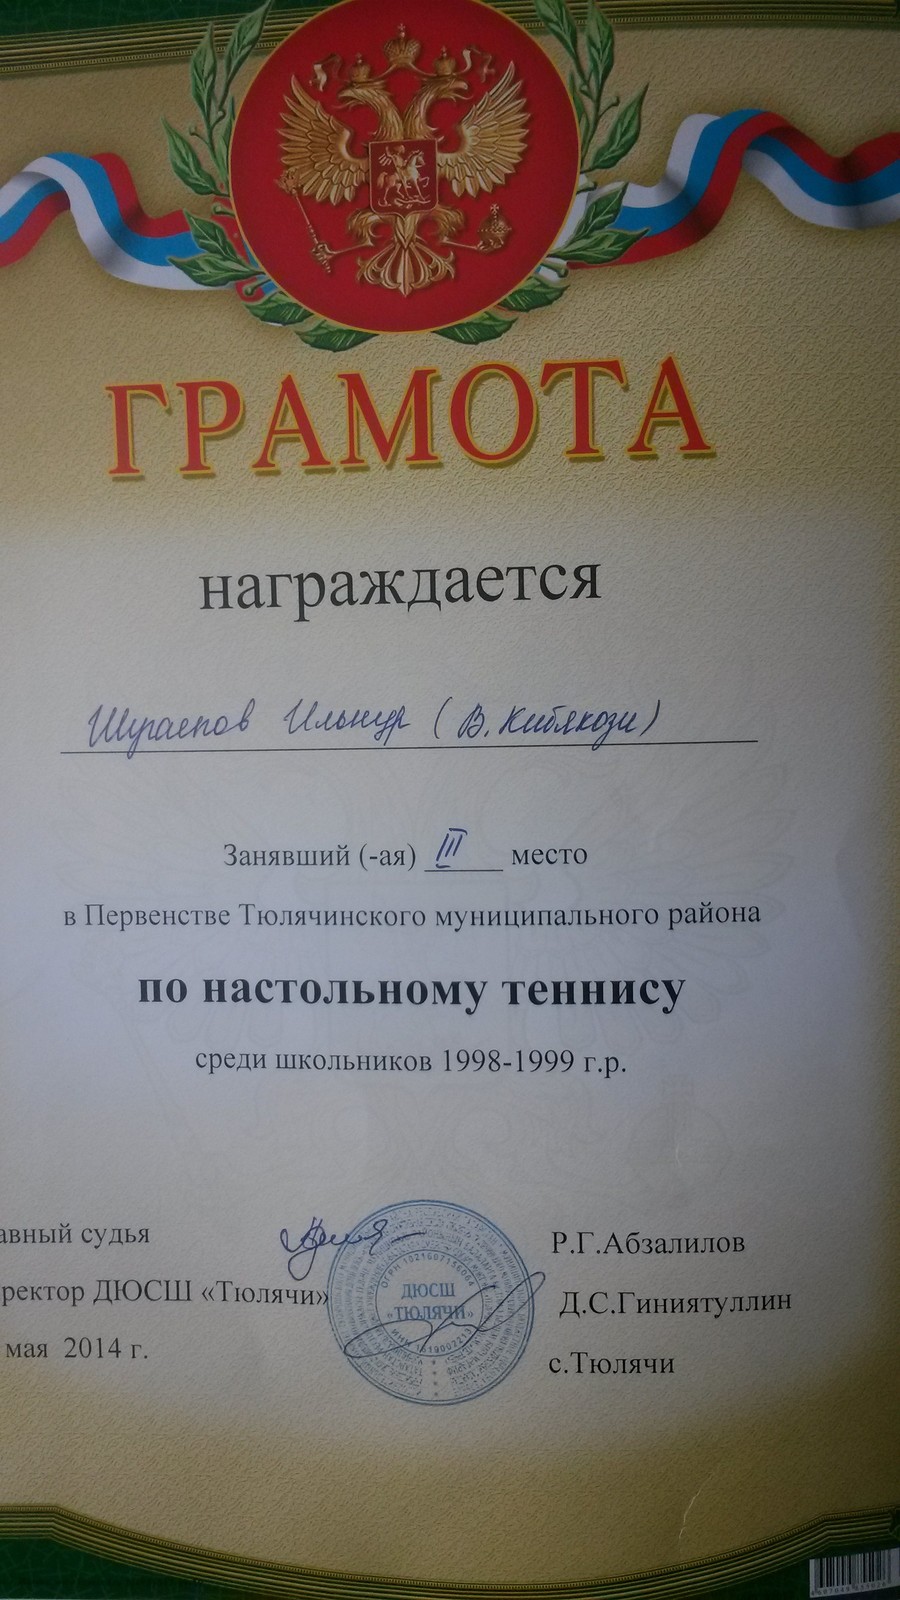 ГРАМОТА
награждается
Шугаепов Ильнур (В. Кибякози)
Занявший (-ая) III место
в Первенстве Тюлячинского муниципального района
по настольному теннису
среди школьников 1998-1999 г.р.
авный судья Р.Г.Абзалилов
ректор ДЮСШ «Тюлячи» Д.С.Гиниятуллин
мая 2014 г. с.Тюлячи
ДЮСШ
«ТЮЛЯЧИ»